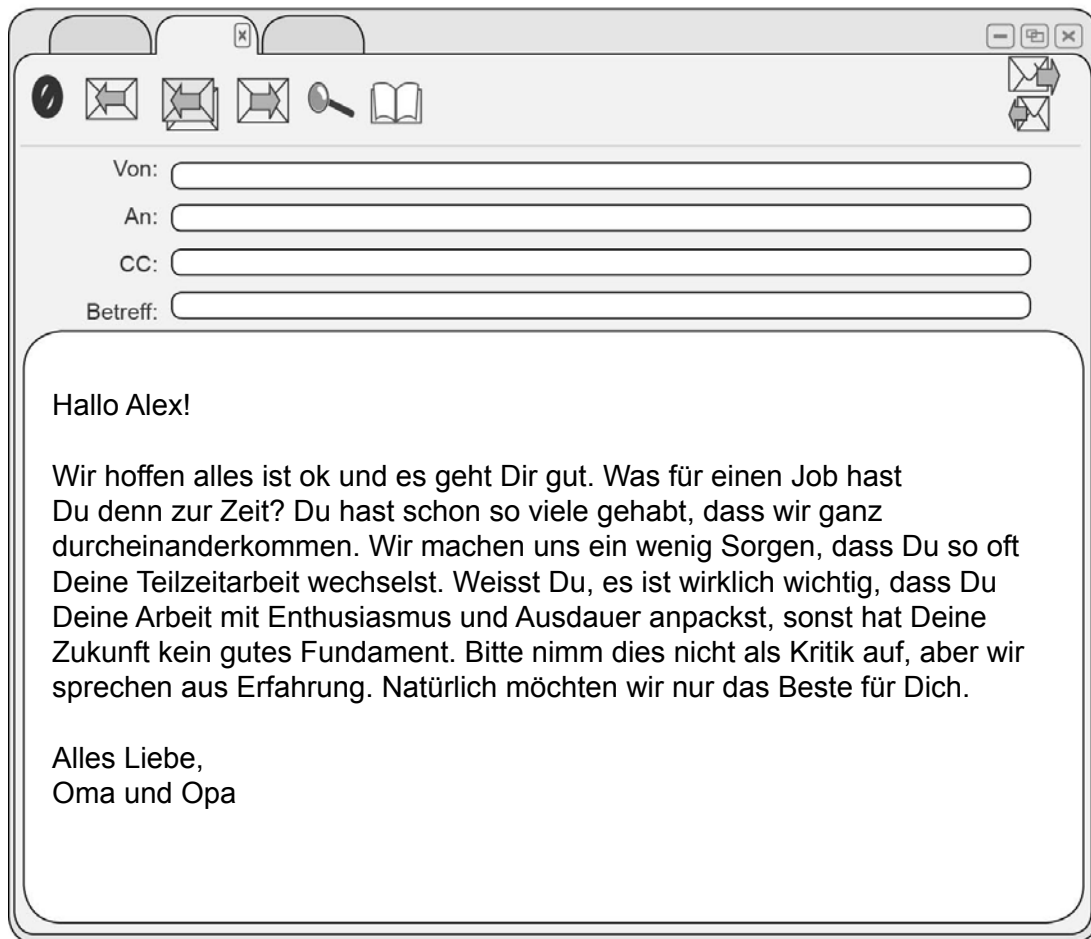 Von:
An:
CC:
Betreff:
Hallo Alex!
Wir hoffen alles ist ok und es geht Dir gut. Was für einen Job hast
Du denn zur Zeit? Du hast schon so viele gehabt, dass wir ganz
durcheinanderkommen. Wir machen uns ein wenig Sorgen, dass Du so oft
Deine Teilzeitarbeit wechselst. Weisst Du, es ist wirklich wichtig, dass Du
Deine Arbeit mit Enthusiasmus und Ausdauer anpackst, sonst hat Deine
Zukunft kein gutes Fundament. Bitte nimm dies nicht als Kritik auf, aber wir
sprechen aus Erfahrung. Natürlich möchten wir nur das Beste für Dich.
Alles Liebe,
Oma und Opa